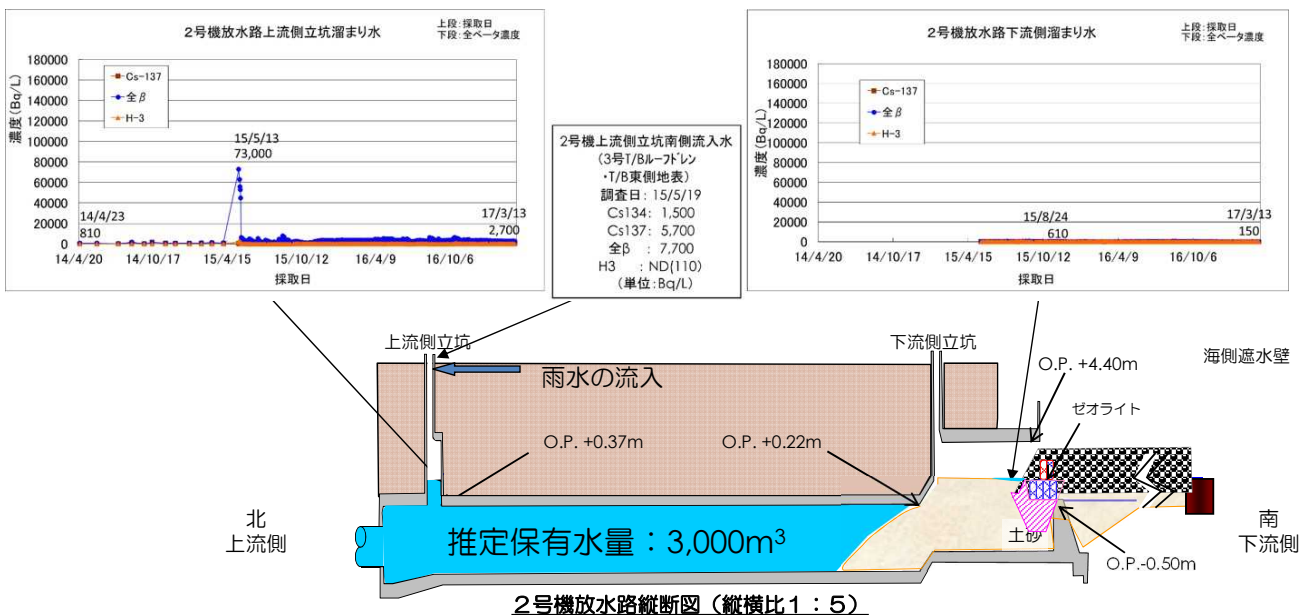 2号機放水路上流側立坑溜まり水
上段:採取日
下段:全ベータ濃度
濃度(Bq/L)
180000
160000
140000
120000
100000
80000
60000
40000
20000
0
Cs-137
全β
H-3
15/5/13
73,000
14/4/23
810
17/3/13
2,700
14/4/20 14/10/17 15/4/15 15/10/12 16/4/9 16/10/6
採取日
2号機上流側立坑南側流入水
(3号T/Bルーフドレン
・T/B東側地表)
調査日:15/5/19
Cs134: 1,500
Cs137: 5,700
全β : 7,700
H3 : ND(110)
(単位:Bq/L)
2号機放水路下流側溜まり水
上段:採取日
下段:全ベータ濃度
濃度(Bq/L)
180000
160000
140000
120000
100000
80000
60000
40000
20000
0
Cs-137
全β
H-3
15/8/24
610
17/3/13
150
14/4/20 14/10/17 15/4/15 15/10/12 16/4/9 16/10/6
採取日
上流側立坑
下流側立坑
海側遮水壁
O.P. +4.40m
雨水の流入
ゼオライト
O.P. +0.37m
O.P. +0.22m
北
上流側
推定保有水量：3,000m³
土砂
南
下流側
O.P.-0.50m
2号機放水路縦断図（縦横比1：5）